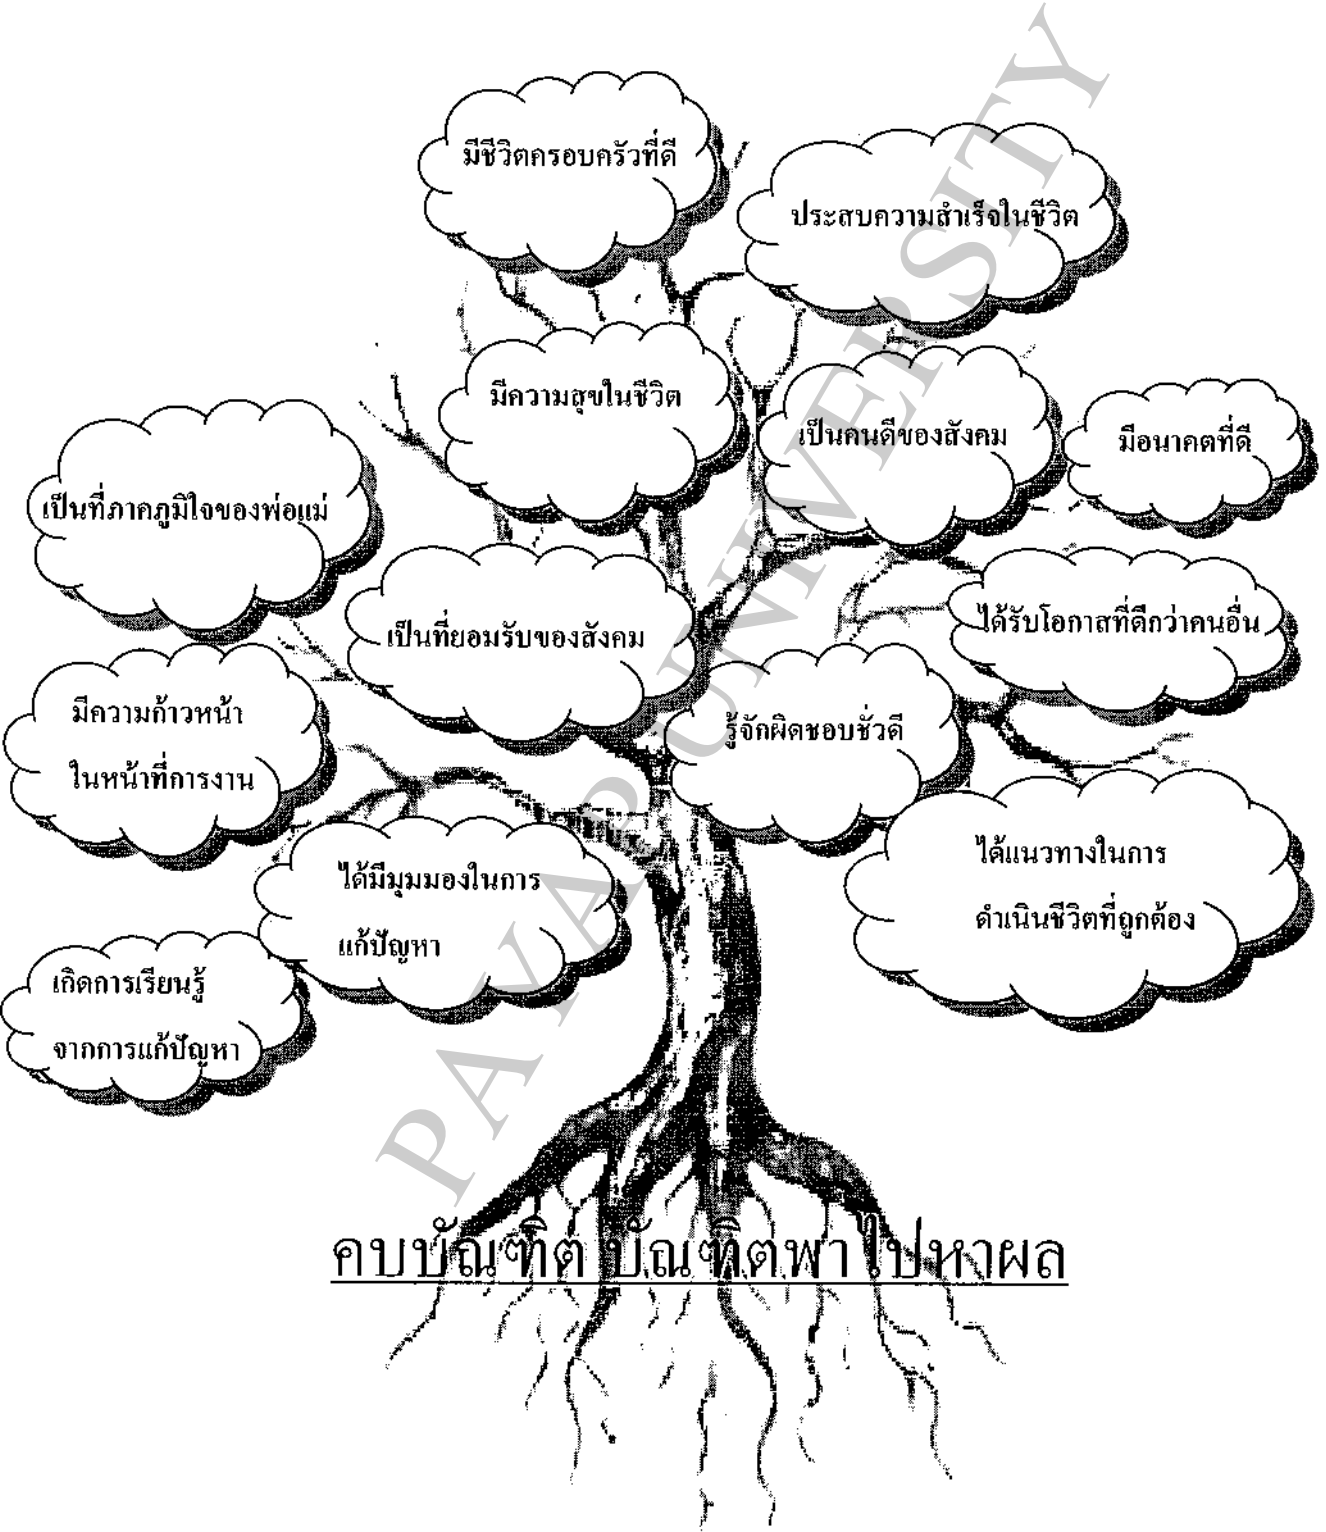 มีชีวิตครอบครัวที่ดี
ประสบความสำเร็จในชีวิต
มีความสุขในชีวิต
เป็นคนดีของสังคม
มีอนาคตที่ดี
เป็นที่ภาคภูมิใจของพ่อแม่
เป็นที่ยอมรับของสังคม
ได้รับโอกาสที่ดีกว่าคนอื่น
มีความก้าวหน้า
ในหน้าที่การงาน
รู้จักผิดชอบชั่วดี
ได้มีมุมมองในการ
แก้ปัญหา
ได้แนวทางในการ
ดำเนินชีวิตที่ถูกต้อง
เกิดการเรียนรู้
จากการแก้ปัญหา
คบบัณฑิต บัณฑิตพาไปหาผล
PAYAP UNIVERSITY